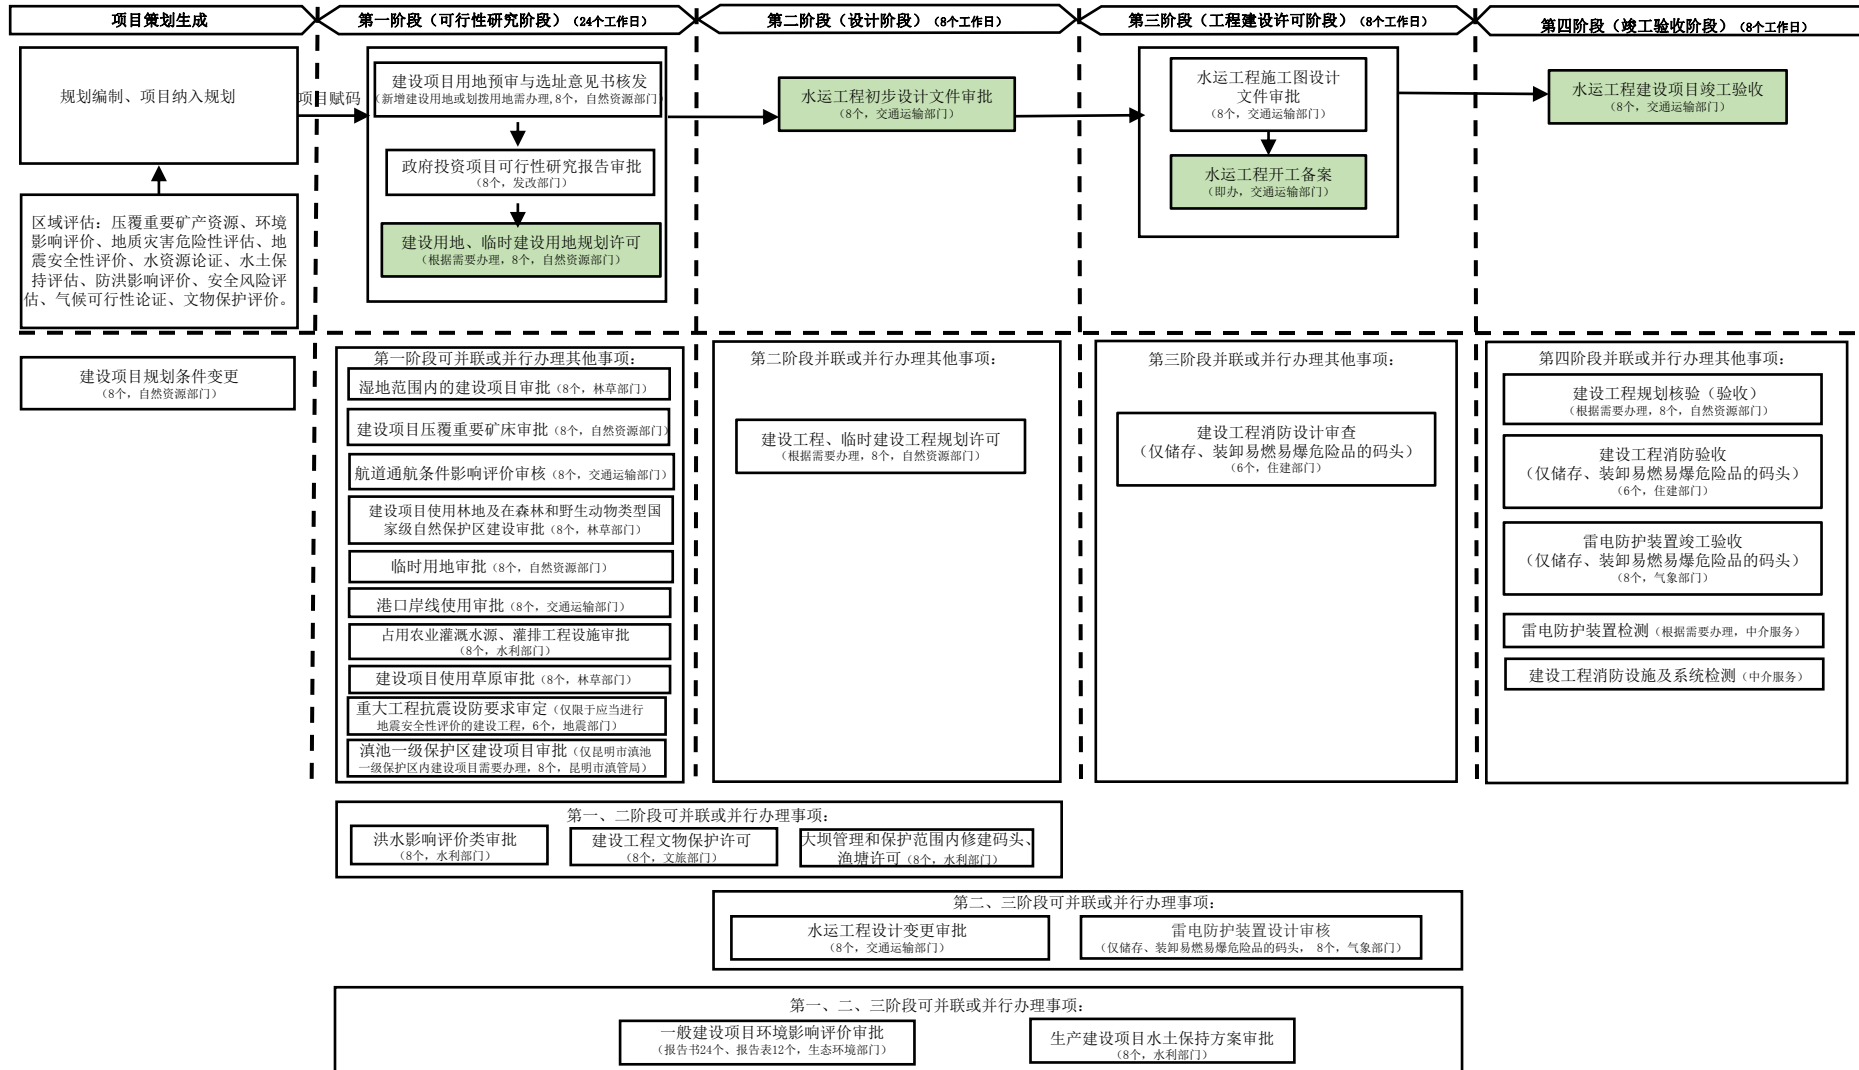 项目策划生成
第一阶段（可行性研究阶段）（24个工作日）
第二阶段（设计阶段）（8个工作日）
第三阶段（工程建设许可阶段）（8个工作日）
第四阶段（竣工验收阶段）（8个工作日）
规划编制、项目纳入规划
项目赋码
区域评估：压覆重要矿产资源、环境
影响评价、地质灾害危险性评估、地
震安全性评价、水资源论证、水土保
持评估、防洪影响评价、安全风险评
估、气候可行性论证、文物保护评价。
建设项目用地预审与选址意见书核发
（新增建设用地或划拨用地需办理,8个，自然资源部门）
政府投资项目可行性研究报告审批
（8个，发改部门）
建设用地、临时建设用地规划许可
（根据需要办理，8个，自然资源部门）
水运工程初步设计文件审批
（8个，交通运输部门）
水运工程施工图设计
文件审批
（8个，交通运输部门）
水运工程开工备案
（即办，交通运输部门）
水运工程建设项目竣工验收
（8个，交通运输部门）
建设项目规划条件变更
（8个，自然资源部门）
第一阶段可并联或并行办理其他事项：
湿地范围内的建设项目审批（8个，林草部门）
建设项目压覆重要矿床审批（8个，自然资源部门）
航道通航条件影响评价审核（8个，交通运输部门）
建设项目使用林地及在森林和野生动物类型国
家级自然保护区建设审批（8个，林草部门）
临时用地审批（8个，自然资源部门）
港口岸线使用审批（8个，交通运输部门）
占用农业灌溉水源、灌排工程设施审批
（8个，水利部门）
建设项目使用草原审批（8个，林草部门）
重大工程抗震设防要求审定（仅限于应当进行
地震安全性评价的建设工程，6个，地震部门）
滇池一级保护区建设项目审批（仅昆明市滇池
一级保护区内建设项目需要办理，8个，昆明市滇管局）
第二阶段并联或并行办理其他事项：
建设工程、临时建设工程规划许可
（根据需要办理，8个，自然资源部门）
第三阶段并联或并行办理其他事项：
建设工程消防设计审查
（仅储存、装卸易燃易爆危险品的码头）
（6个，住建部门）
第四阶段并联或并行办理其他事项：
建设工程规划核验（验收）
（根据需要办理，8个，自然资源部门）
建设工程消防验收
（仅储存、装卸易燃易爆危险品的码头）
（6个，住建部门）
雷电防护装置竣工验收
（仅储存、装卸易燃易爆危险品的码头）
（8个，气象部门）
雷电防护装置检测（根据需要办理，中介服务）
建设工程消防设施及系统检测（中介服务）
第一、二阶段可并联或并行办理事项：
洪水影响评价类审批
（8个，水利部门）
建设工程文物保护许可
（8个，文旅部门）
大坝管理和保护范围内修建码头、
渔塘许可（8个，水利部门）
第二、三阶段可并联或并行办理事项：
水运工程设计变更审批
（8个，交通运输部门）
雷电防护装置设计审核
（仅储存、装卸易燃易爆危险品的码头， 8个，气象部门）
第一、二、三阶段可并联或并行办理事项：
一般建设项目环境影响评价审批
（报告书24个、报告表12个，生态环境部门）
生产建设项目水土保持方案审批
（8个，水利部门）